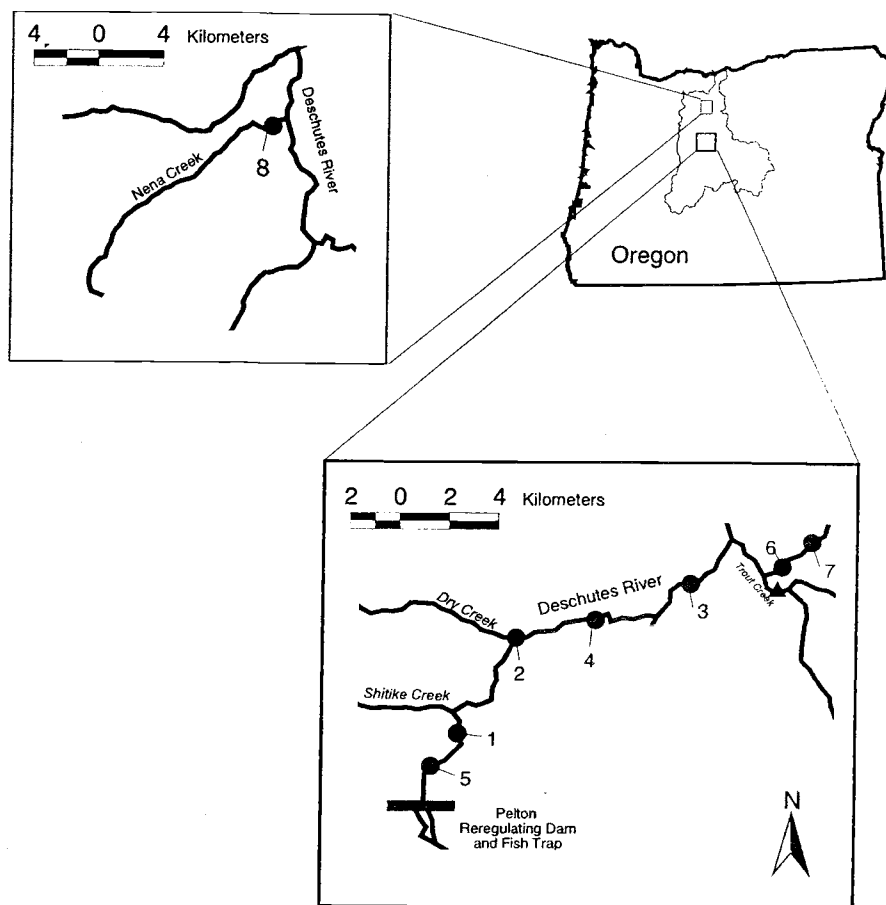 4 0 4 Kilometers
Deschutes River
8
Nena Creek
Oregon
2 0 2 4 Kilometers
6
7
Trout Creek
Deschutes River
3
Dry Creek
4
2
Shitike Creek
1
5
Pelton
Reregulating Dam
and Fish Trap
N